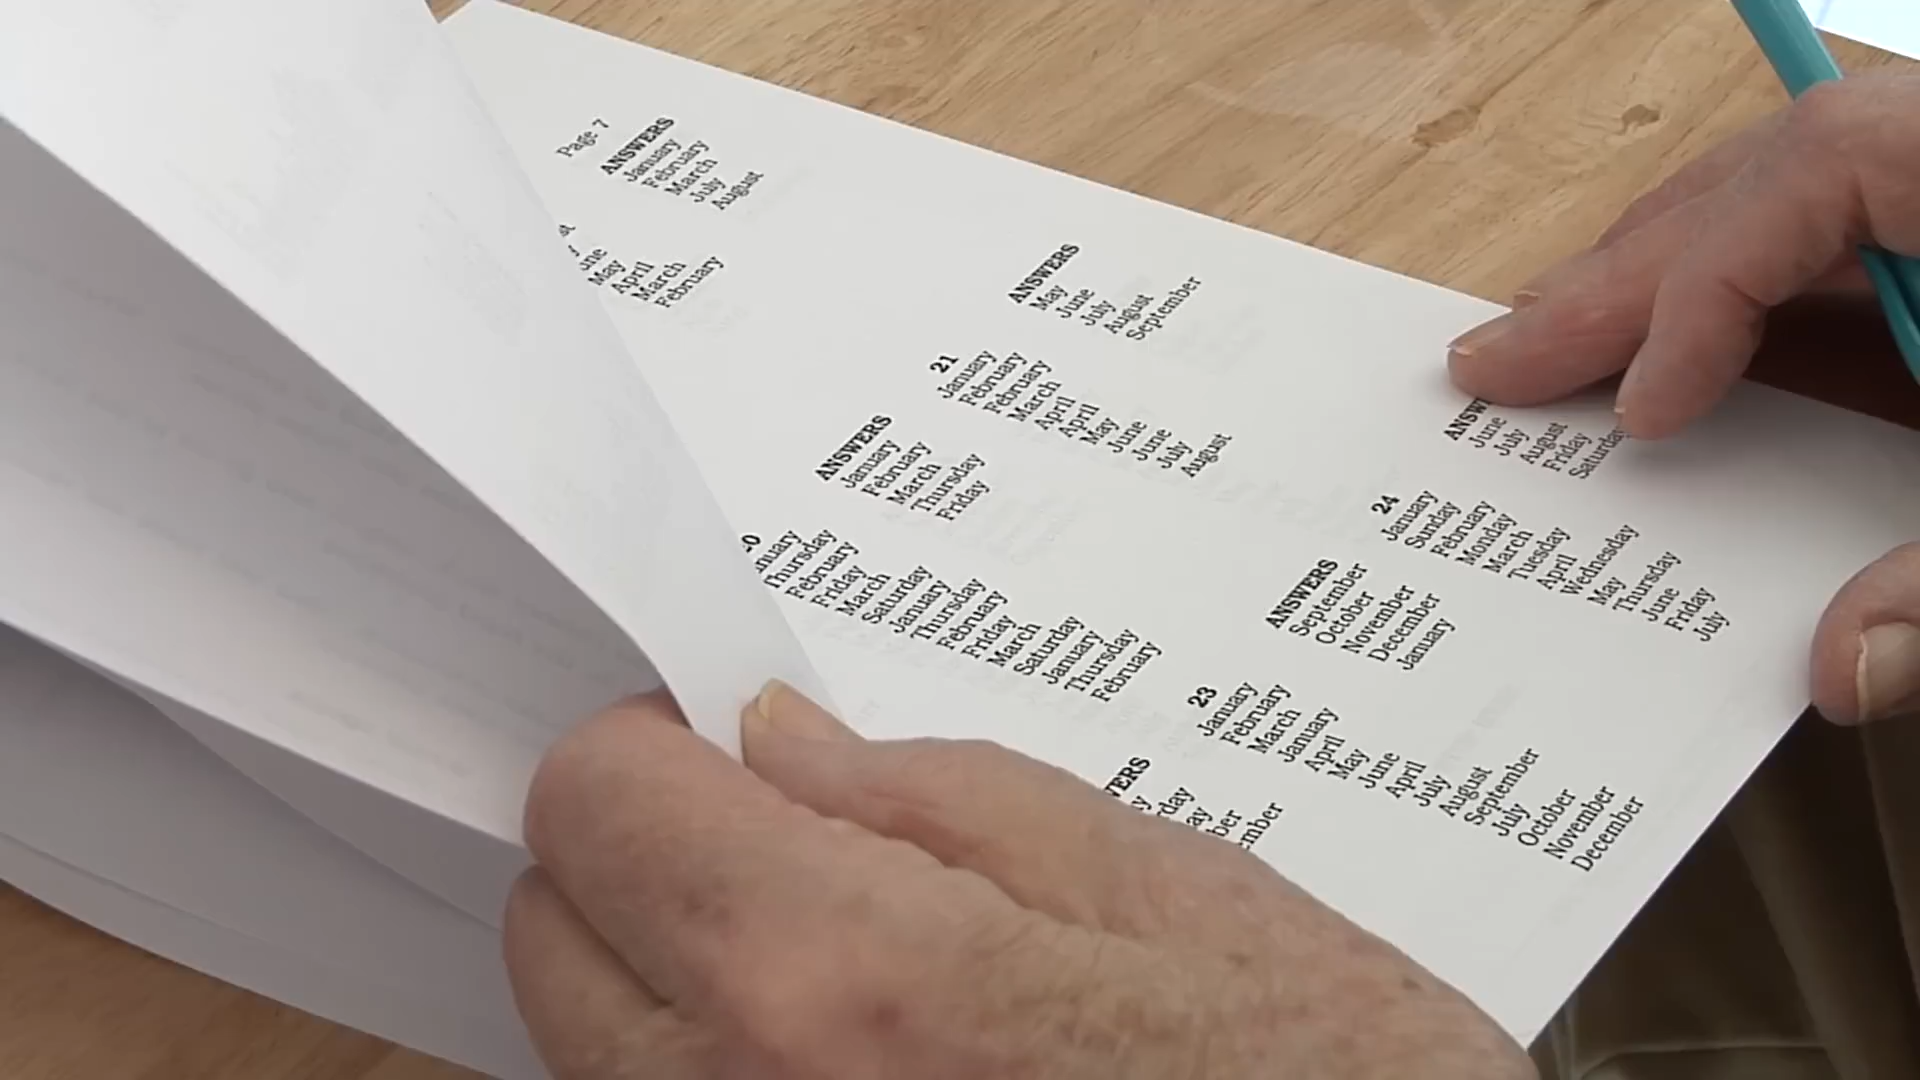 Page 7
ANSWERS
January
February
March
July
August
May
April
March
February
ANSWERS
May
June
July
August
September
21
January
February
February
March
April
April
May
June
June
July
August
ANSWERS
January
February
March
Thursday
Friday
Thursday
February
Friday
March
Saturday
January
Thursday
February
Friday
March
Saturday
January
Thursday
February
June
July
August
Friday
Saturday
24
January
Sunday
February
Monday
March
Tuesday
April
Wednesday
May
Thursday
June
Friday
July
ANSWERS
September
October
November
December
January
23
January
February
March
January
April
May
June
April
July
August
September
July
October
November
December